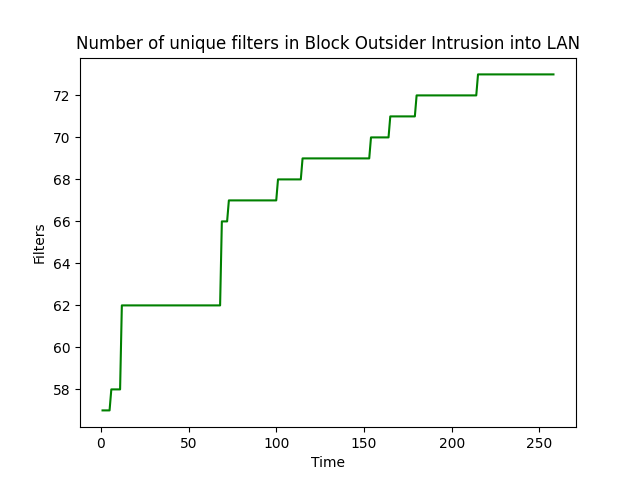 Number of unique filters in Block Outsider Intrusion into LAN
72
70
68
66
64
62
60
58
Filters
0 50 100 150 200 250
Time